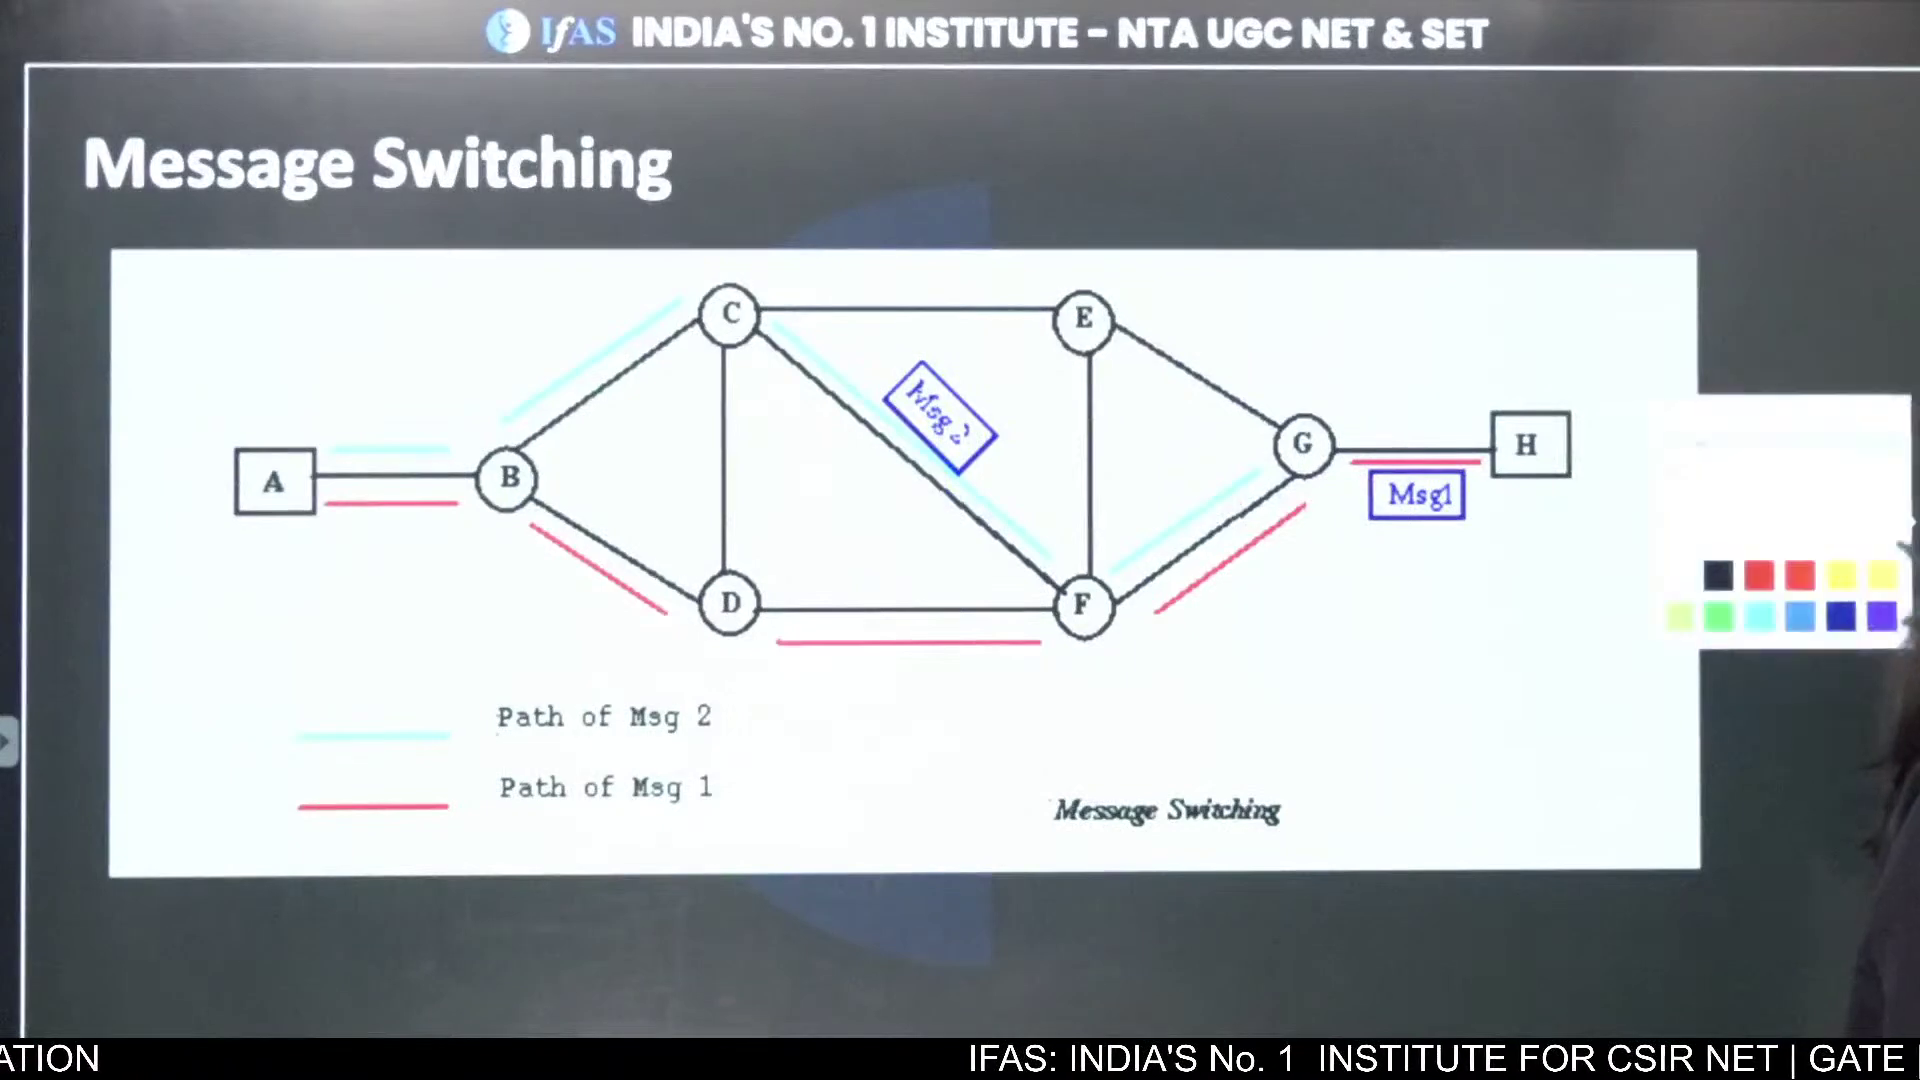 IfAS INDIA'S NO. 1 INSTITUTE – NTA UGC NET & SET
Message Switching
C
E
Msg 2
A
B
G
H
Msg1
D
F
Path of Msg 2
Path of Msg 1
Message Switching
ATION
IFAS: INDIA'S No. 1 INSTITUTE FOR CSIR NET | GATE